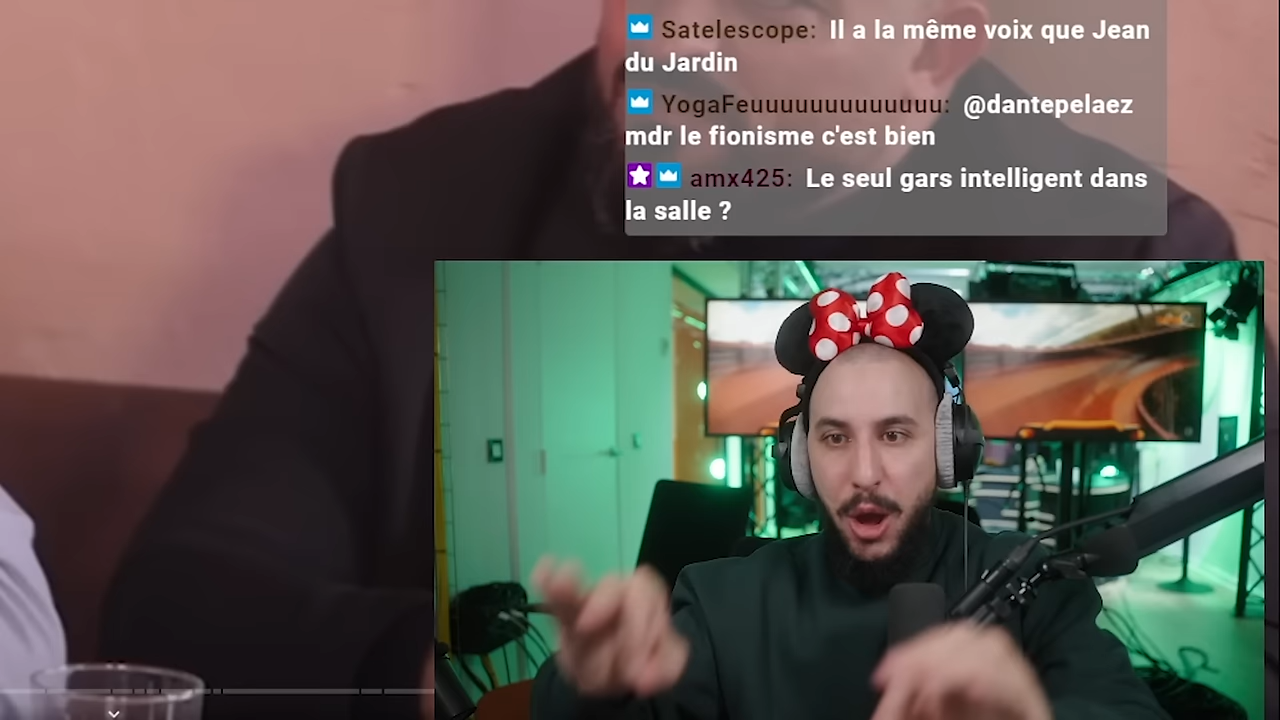 Satelescope: Il a la même voix que Jean
du Jardin
YogaFeuuuuuuuuuuuuu: @dantepelaez
mdr le fionisme c'est bien
amx425: Le seul gars intelligent dans
la salle ?